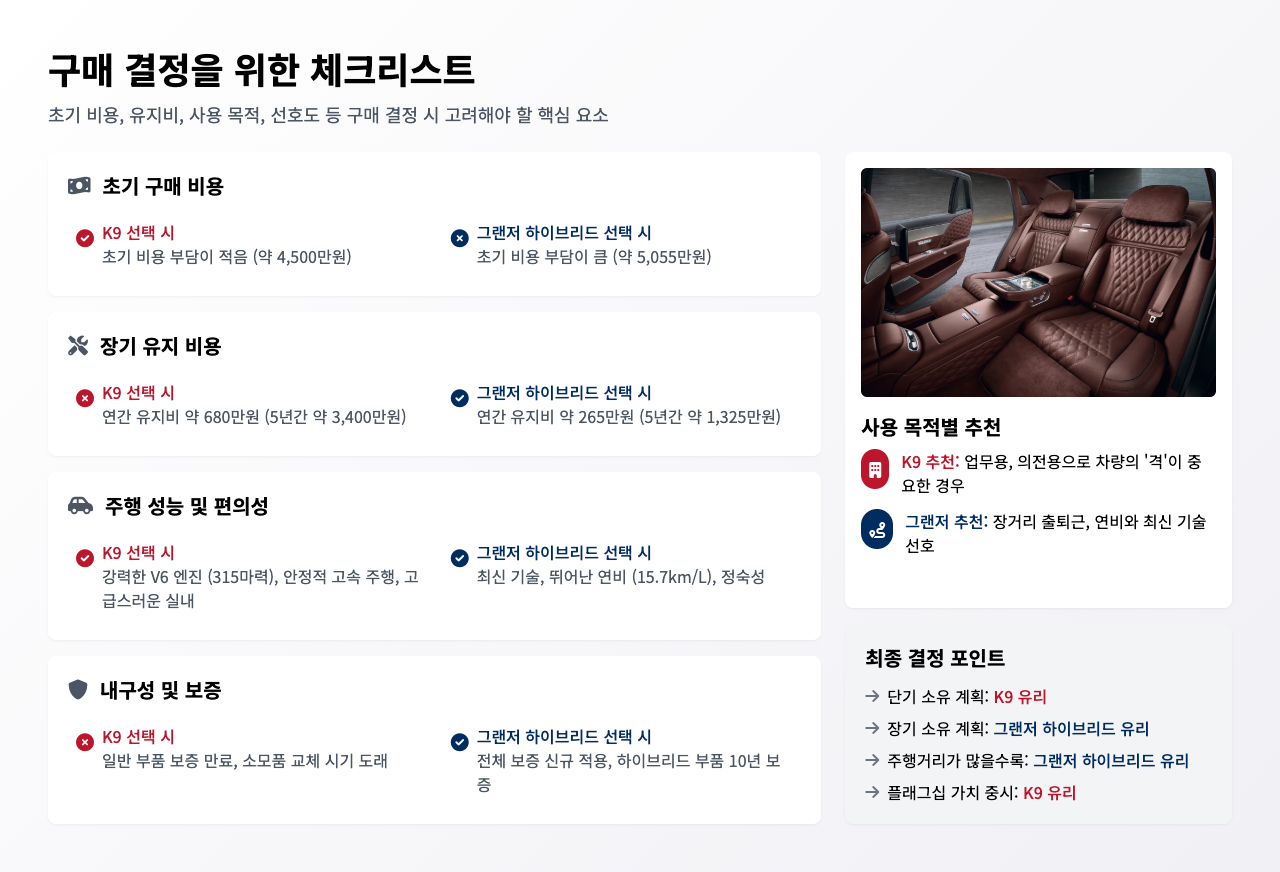 구매 결정을 위한 체크리스트
초기 비용, 유지비, 사용 목적, 선호도 등 구매 결정 시 고려해야 할 핵심 요소
초기 구매 비용
K9 선택 시
초기 비용 부담이 적음 (약 4,500만원)
그랜저 하이브리드 선택 시
초기 비용 부담이 큼 (약 5,055만원)
장기 유지 비용
K9 선택 시
연간 유지비 약 680만원 (5년간 약 3,400만원)
그랜저 하이브리드 선택 시
연간 유지비 약 265만원 (5년간 약 1,325만원)
주행 성능 및 편의성
K9 선택 시
강력한 V6 엔진 (315마력), 안정적 고속 주행, 고
급스러운 실내
그랜저 하이브리드 선택 시
최신 기술, 뛰어난 연비 (15.7km/L), 정숙성
내구성 및 보증
K9 선택 시
일반 부품 보증 만료, 소모품 교체 시기 도래
그랜저 하이브리드 선택 시
전체 보증 신규 적용, 하이브리드 부품 10년 보
증
사용 목적별 추천
K9 추천: 업무용, 의전용으로 차량의 '격'이 중
요한 경우
그랜저 추천: 장거리 출퇴근, 연비와 최신 기술
선호
최종 결정 포인트
단기 소유 계획: K9 유리
장기 소유 계획: 그랜저 하이브리드 유리
주행거리가 많을수록: 그랜저 하이브리드 유리
플래그십 가치 중시: K9 유리